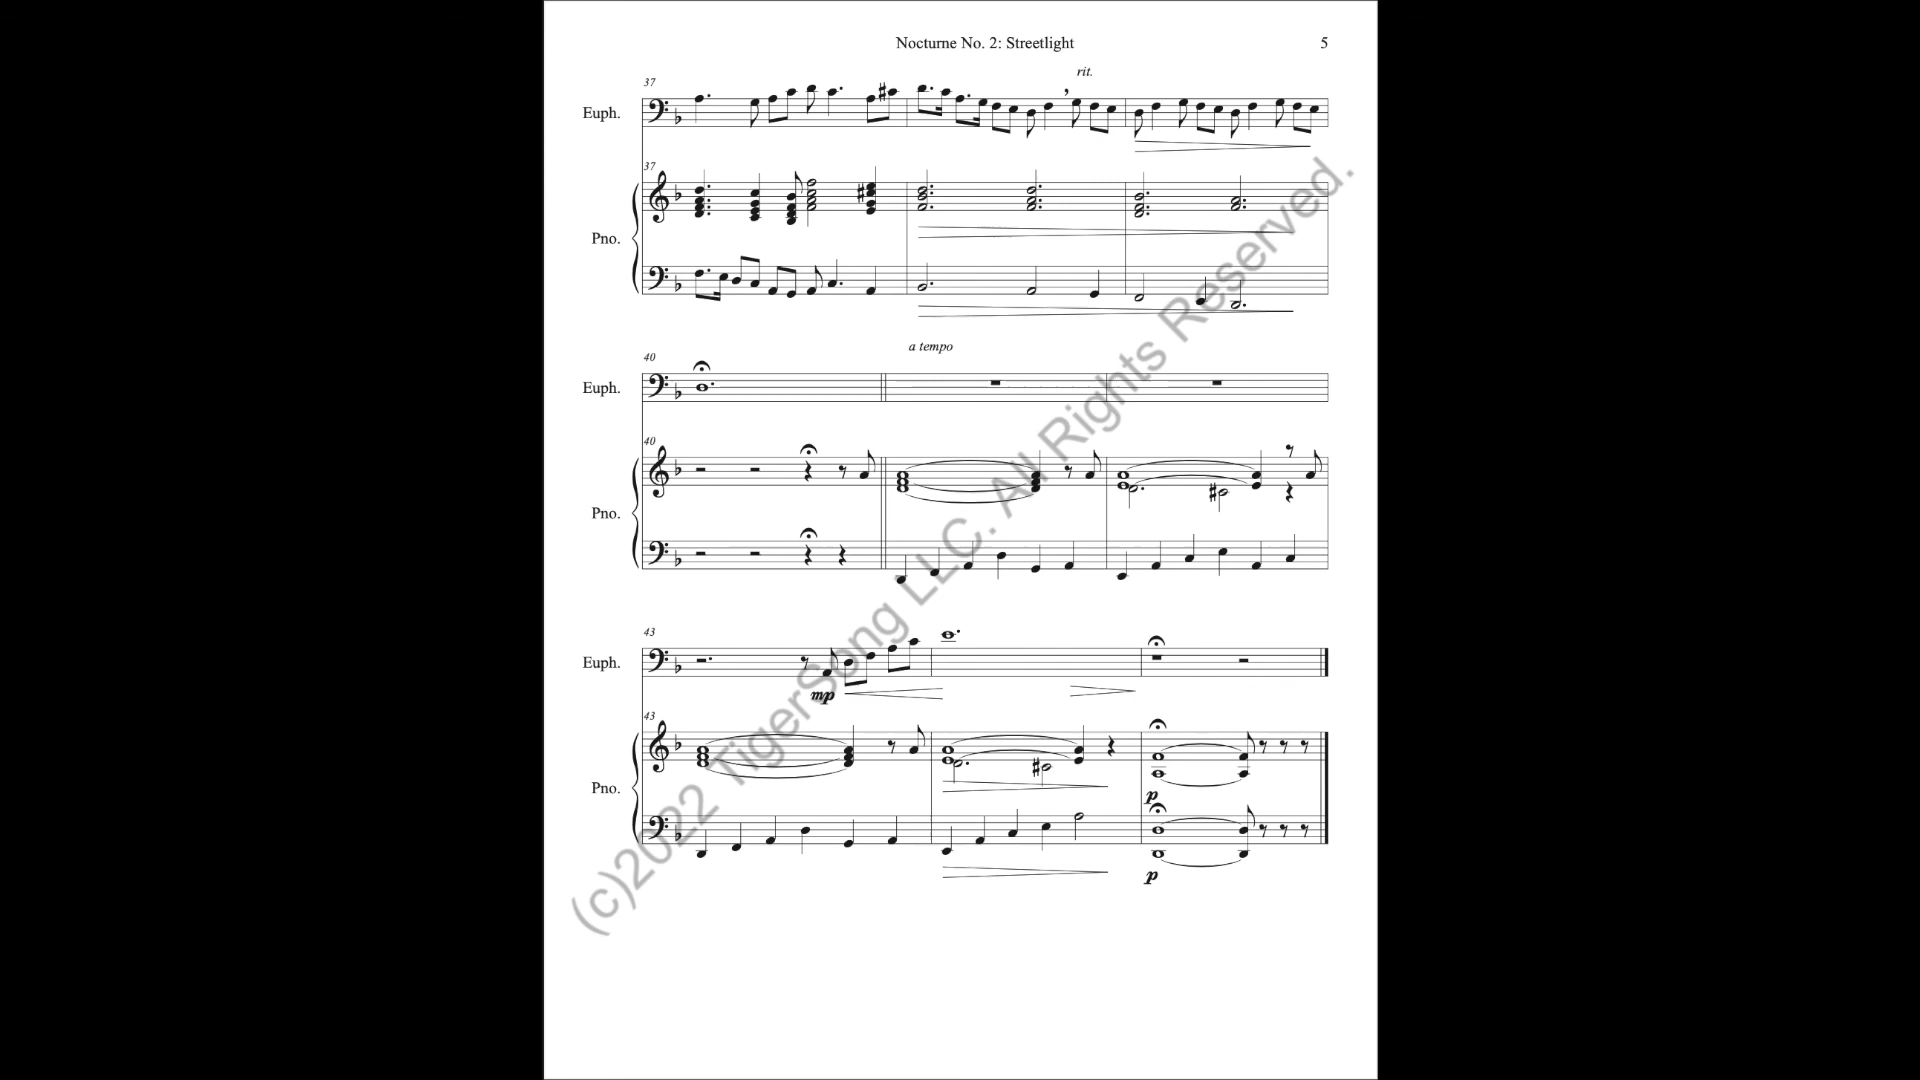 Nocturne No. 2: Streetlight
5
rit.
37
Euph.
37
Pno.
a tempo
40
Euph.
40
Pno.
43
Euph.
mp
43
Pno.
p
p
(c)2022 TigerSong LLC. All Rights Reserved.